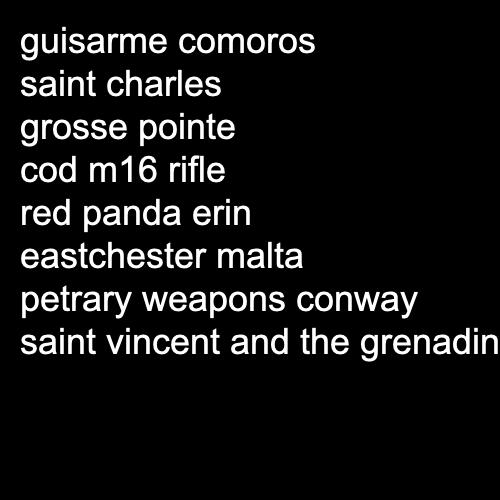 guisarme comoros
saint charles
grosse pointe
cod m16 rifle
red panda erin
eastchester malta
petrary weapons conway
saint vincent and the grenadin